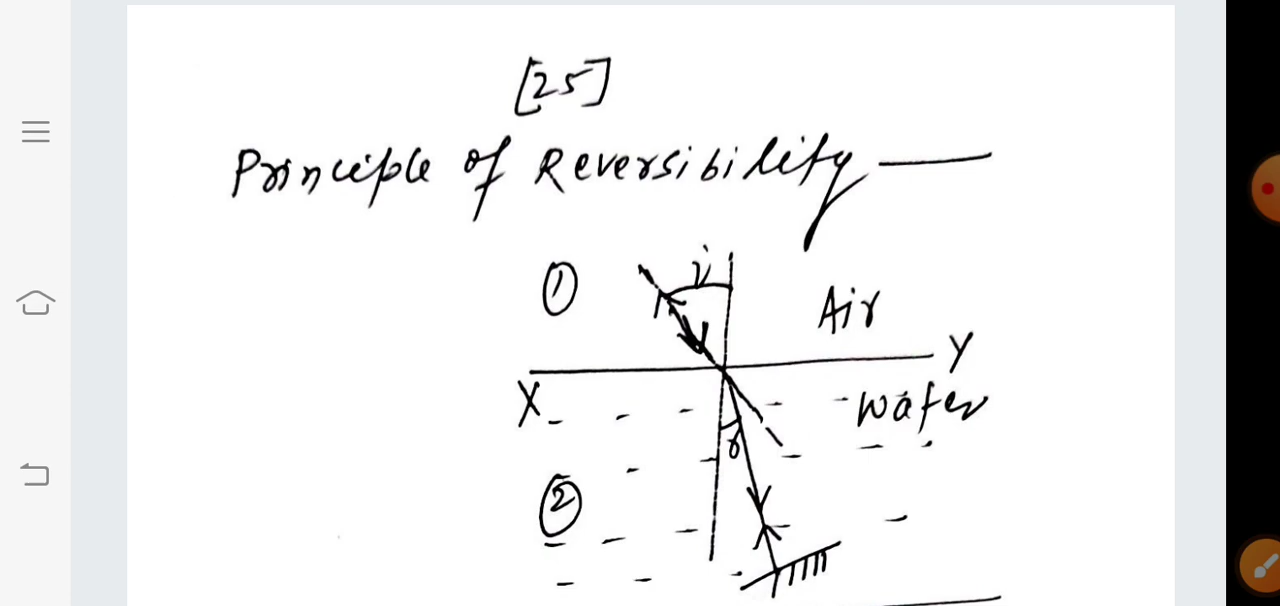 [25]
Principle of Reversibility
① i Air
X Y
water
r
②